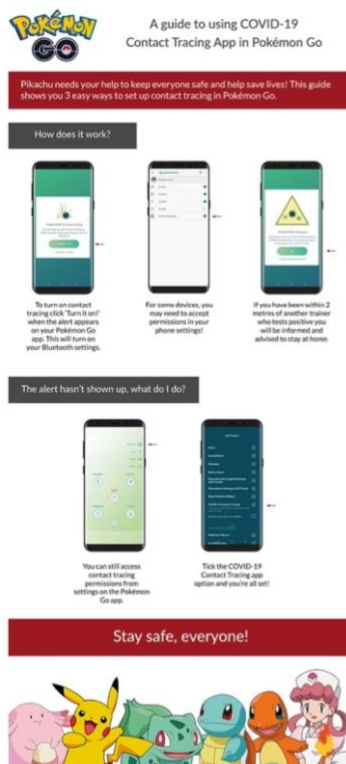 POKÉMON
GO
A guide to using COVID-19
Contact Tracing App in Pokémon Go
Pikachu needs your help to keep everyone safe and help save lives! This guide
shows you 3 easy ways to set up contact tracing in Pokémon Go.
How does it work?
To turn on contact
tracing click 'Turn it on!'
when the alert appears
on your Pokémon Go
app. This will turn on
your Bluetooth settings.
For some devices, you
may need to accept
permissions in your
phone settings!
If you have been within 2
metres of another trainer
who tests positive you
will be informed and
advised to stay at home.
The alert hasn't shown up, what do I do?
You can still access
contact tracing
permissions from
settings on the Pokémon
Go app.
Tick the COVID-19
Contact Tracing app
option and you're all set!
Stay safe, everyone!